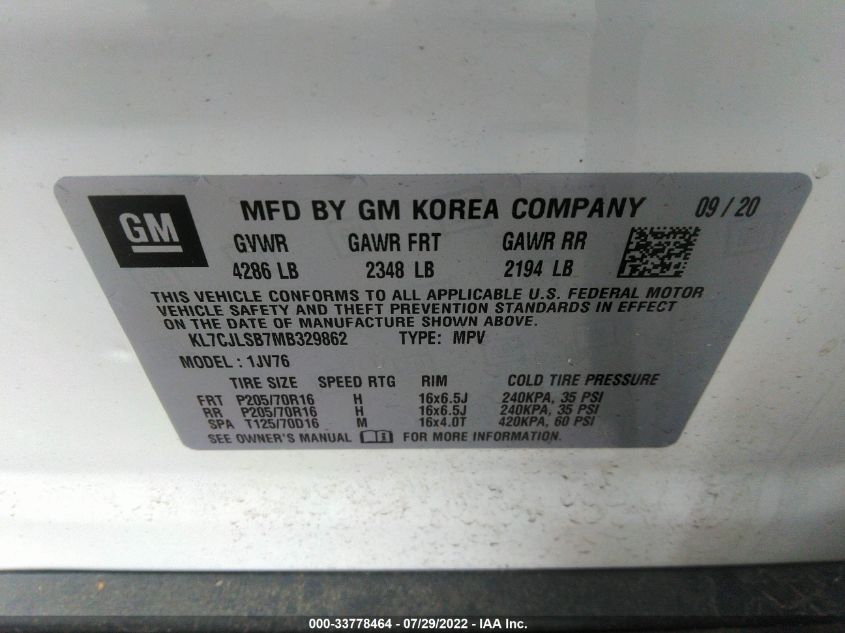 GM MFD BY GM KOREA COMPANY 09 / 20
GVWR GAWR FRT GAWR RR
4286 LB 2348 LB 2194 LB
THIS VEHICLE CONFORMS TO ALL APPLICABLE U.S. FEDERAL MOTOR
VEHICLE SAFETY AND THEFT PREVENTION STANDARDS IN EFFECT
ON THE DATE OF MANUFACTURE SHOWN ABOVE.
KL7CJLSB7MB329862 TYPE: MPV
MODEL : 1JV76
TIRE SIZE SPEED RTG RIM COLD TIRE PRESSURE
FRT P205/70R16 H 16x6.5J 240KPA, 35 PSI
RR P205/70R16 H 16x6.5J 240KPA, 35 PSI
SPA T125/70D16 M 16x4.0T 420KPA, 60 PSI
SEE OWNER'S MANUAL FOR MORE INFORMATION.
000-33778464 - 07/29/2022 - IAA Inc.